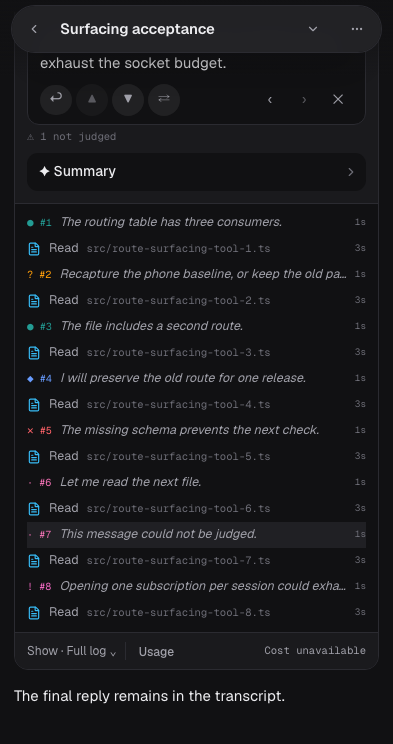 Surfacing acceptance
exhaust the socket budget.
⚠ 1 not judged
✦ Summary
#1 The routing table has three consumers. 1s
Read src/route-surfacing-tool-1.ts 3s
? #2 Recapture the phone baseline, or keep the old pa… 1s
Read src/route-surfacing-tool-2.ts 3s
#3 The file includes a second route. 1s
Read src/route-surfacing-tool-3.ts 3s
◆ #4 I will preserve the old route for one release. 1s
Read src/route-surfacing-tool-4.ts 3s
× #5 The missing schema prevents the next check. 1s
Read src/route-surfacing-tool-5.ts 3s
· #6 Let me read the next file. 1s
Read src/route-surfacing-tool-6.ts 3s
· #7 This message could not be judged. 1s
Read src/route-surfacing-tool-7.ts 3s
! #8 Opening one subscription per session could exha… 1s
Read src/route-surfacing-tool-8.ts 3s
Show · Full log ⌄ Usage Cost unavailable
The final reply remains in the transcript.